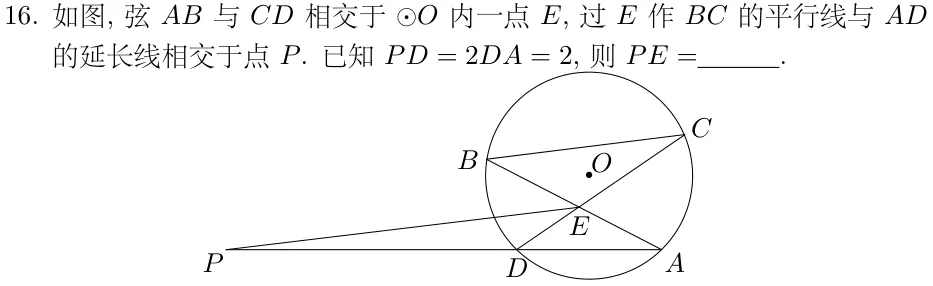 16. 如图, 弦 AB 与 CD 相交于 ⊙O 内一点 E, 过 E 作 BC 的平行线与 AD
的延长线相交于点 P. 已知 PD = 2DA = 2, 则 PE =______.
C
B
O
E
P
D
A